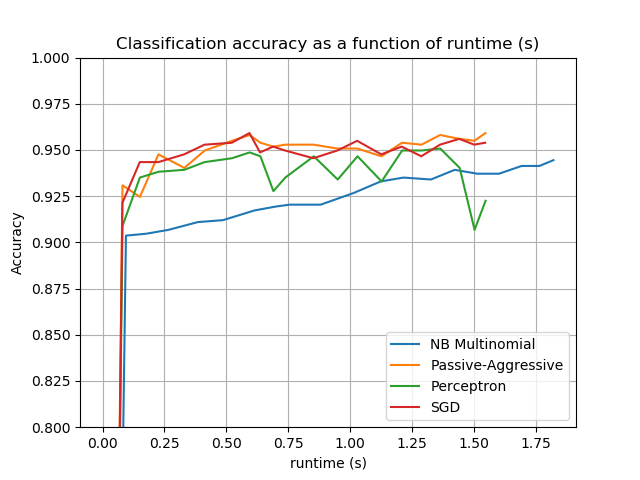 Classification accuracy as a function of runtime (s)
1.000
0.975
0.950
0.925
0.900
0.875
0.850
0.825
0.800
Accuracy
NB Multinomial
Passive-Aggressive
Perceptron
SGD
0.00 0.25 0.50 0.75 1.00 1.25 1.50 1.75
runtime (s)